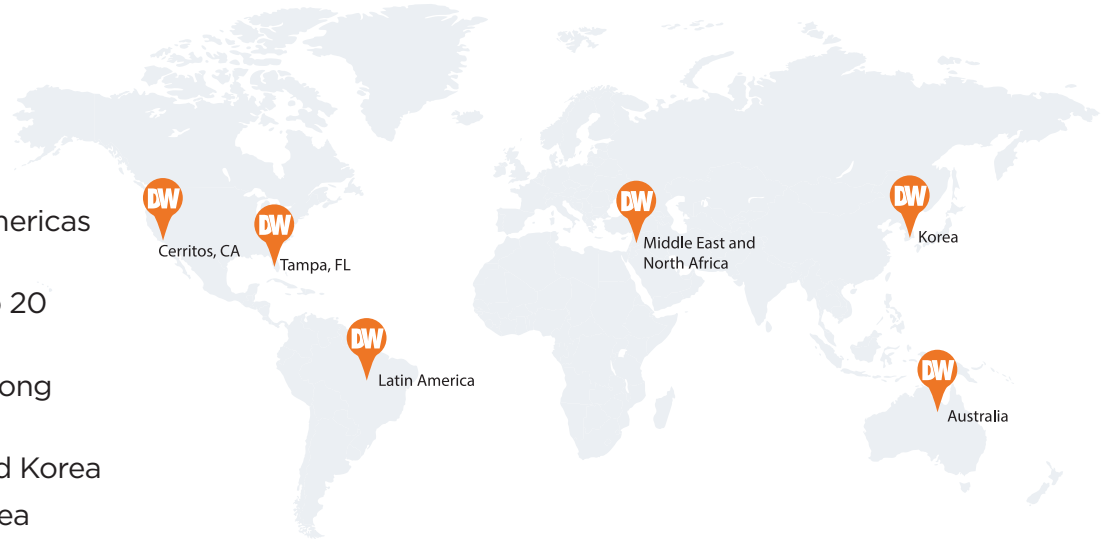 mericas
20
ong
d Korea
ea
DW
Cerritos, CA
DW
Tampa, FL
DW
Middle East and
North Africa
DW
Korea
DW
Latin America
DW
Australia